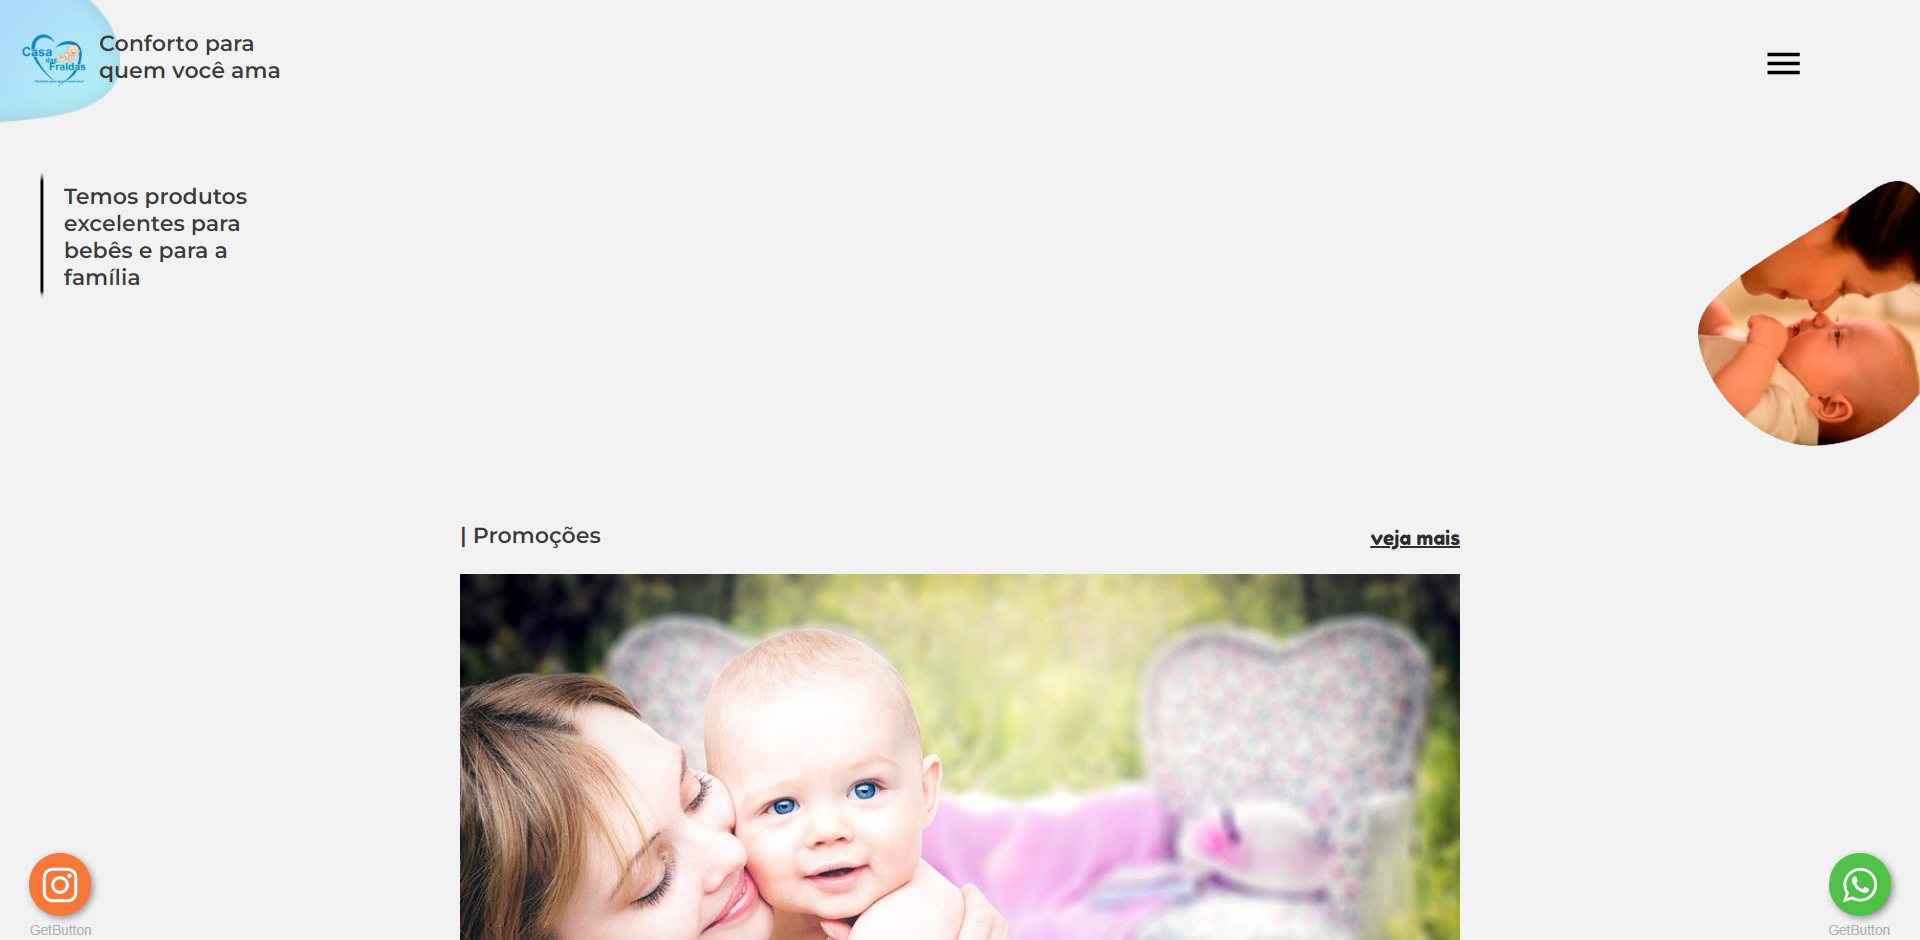 Casa
das
Fraldas
Conforto para
quem você ama
Temos produtos
excelentes para
bebês e para a
família
| Promoções
veja mais
GetButton
GetButton